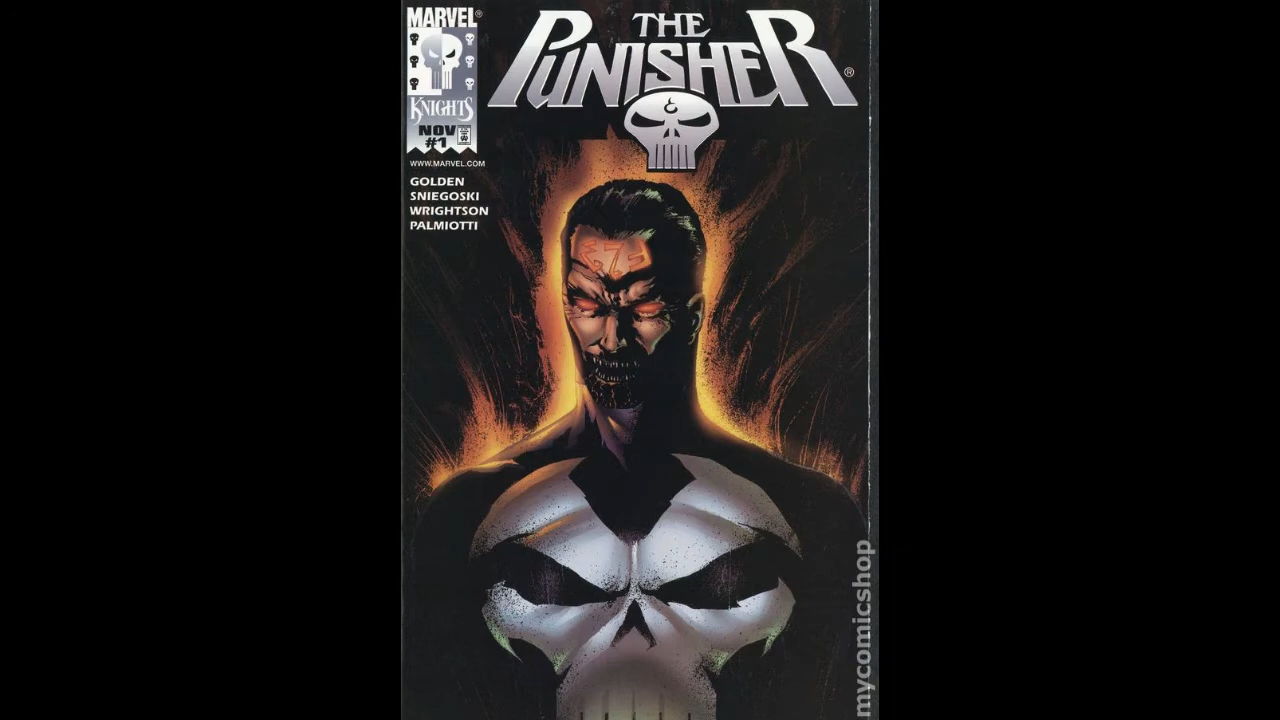 MARVEL®
KNIGHTS
NOV
#1
WWW.MARVEL.COM
GOLDEN
SNIEGOSKI
WRIGHTSON
PALMIOTTI
THE
PUNISHER®
mycomicshop